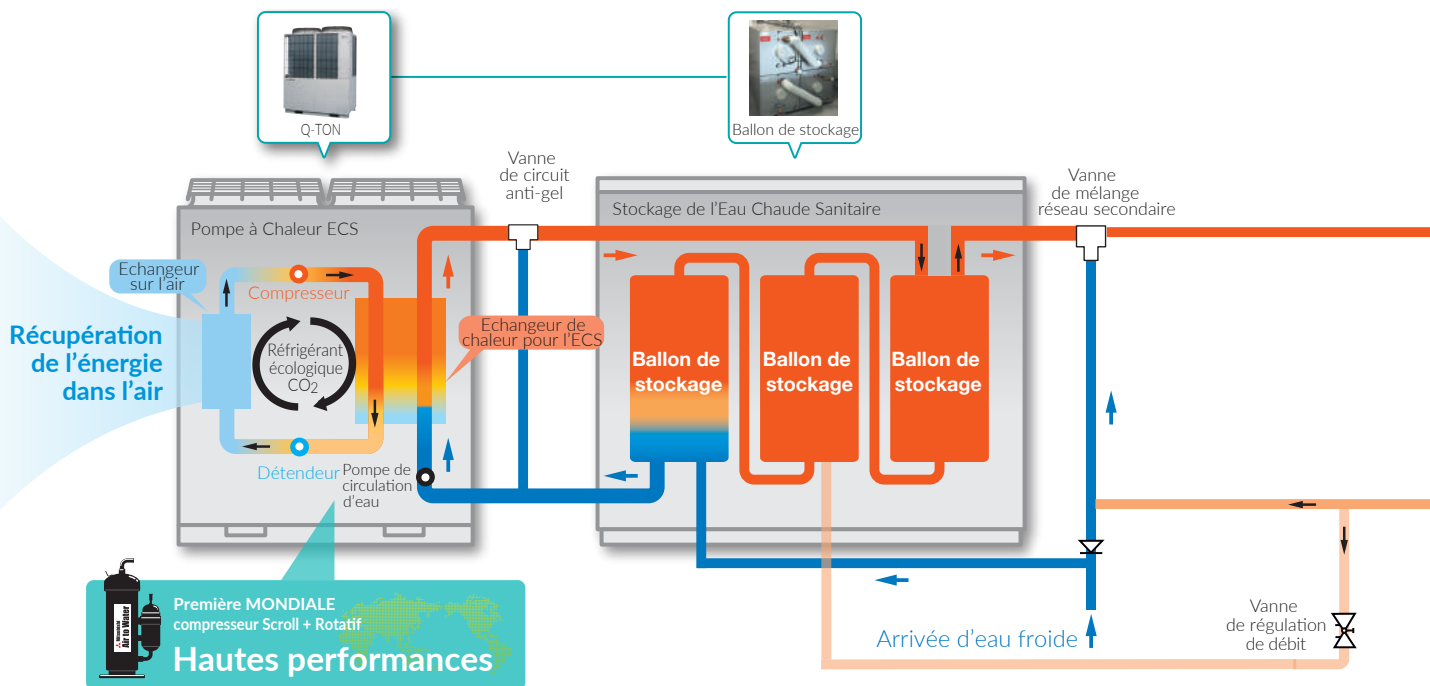 Q-TON
Ballon de stockage
Vanne
de circuit
anti-gel
Vanne
de mélange
réseau secondaire
Pompe à Chaleur ECS
Stockage de l'Eau Chaude Sanitaire
Echangeur
sur l'air
Compresseur
Récupération
de l'énergie
dans l'air
Réfrigérant
écologique
CO2
Echangeur de
chaleur pour l'ECS
Ballon de
stockage
Ballon de
stockage
Ballon de
stockage
Détendeur
Pompe de
circulation
d'eau
Première MONDIALE
compresseur Scroll + Rotatif
Hautes performances
Air to Water
Arrivée d'eau froide
Vanne
de régulation
de débit